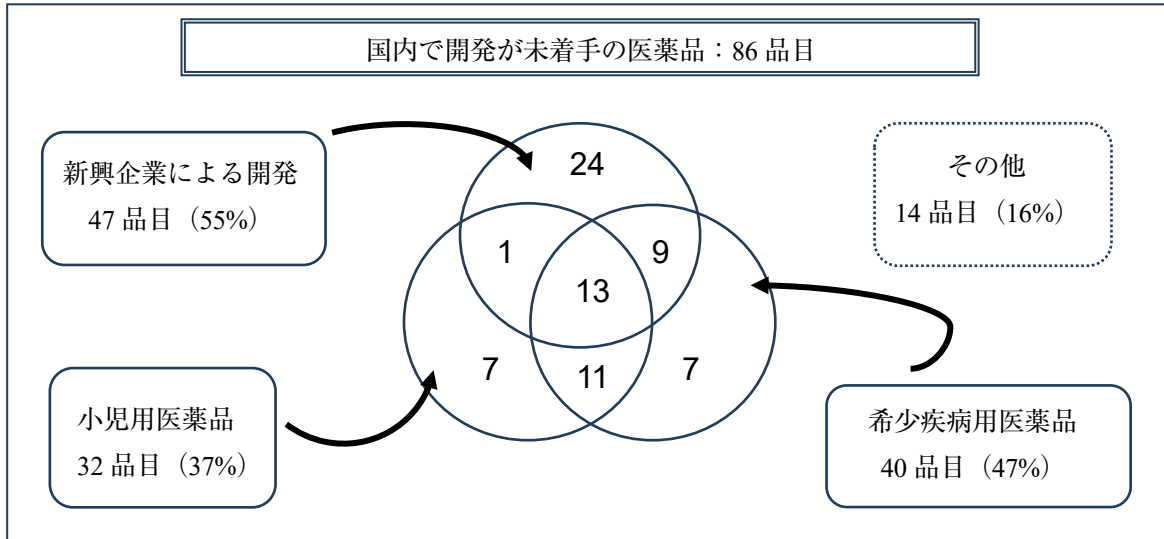 国内で開発が未着手の医薬品：86 品目
新興企業による開発
47 品目（55%）
その他
14 品目（16%）
24
1
9
13
7
11
7
小児用医薬品
32 品目（37%）
希少疾病用医薬品
40 品目（47%）